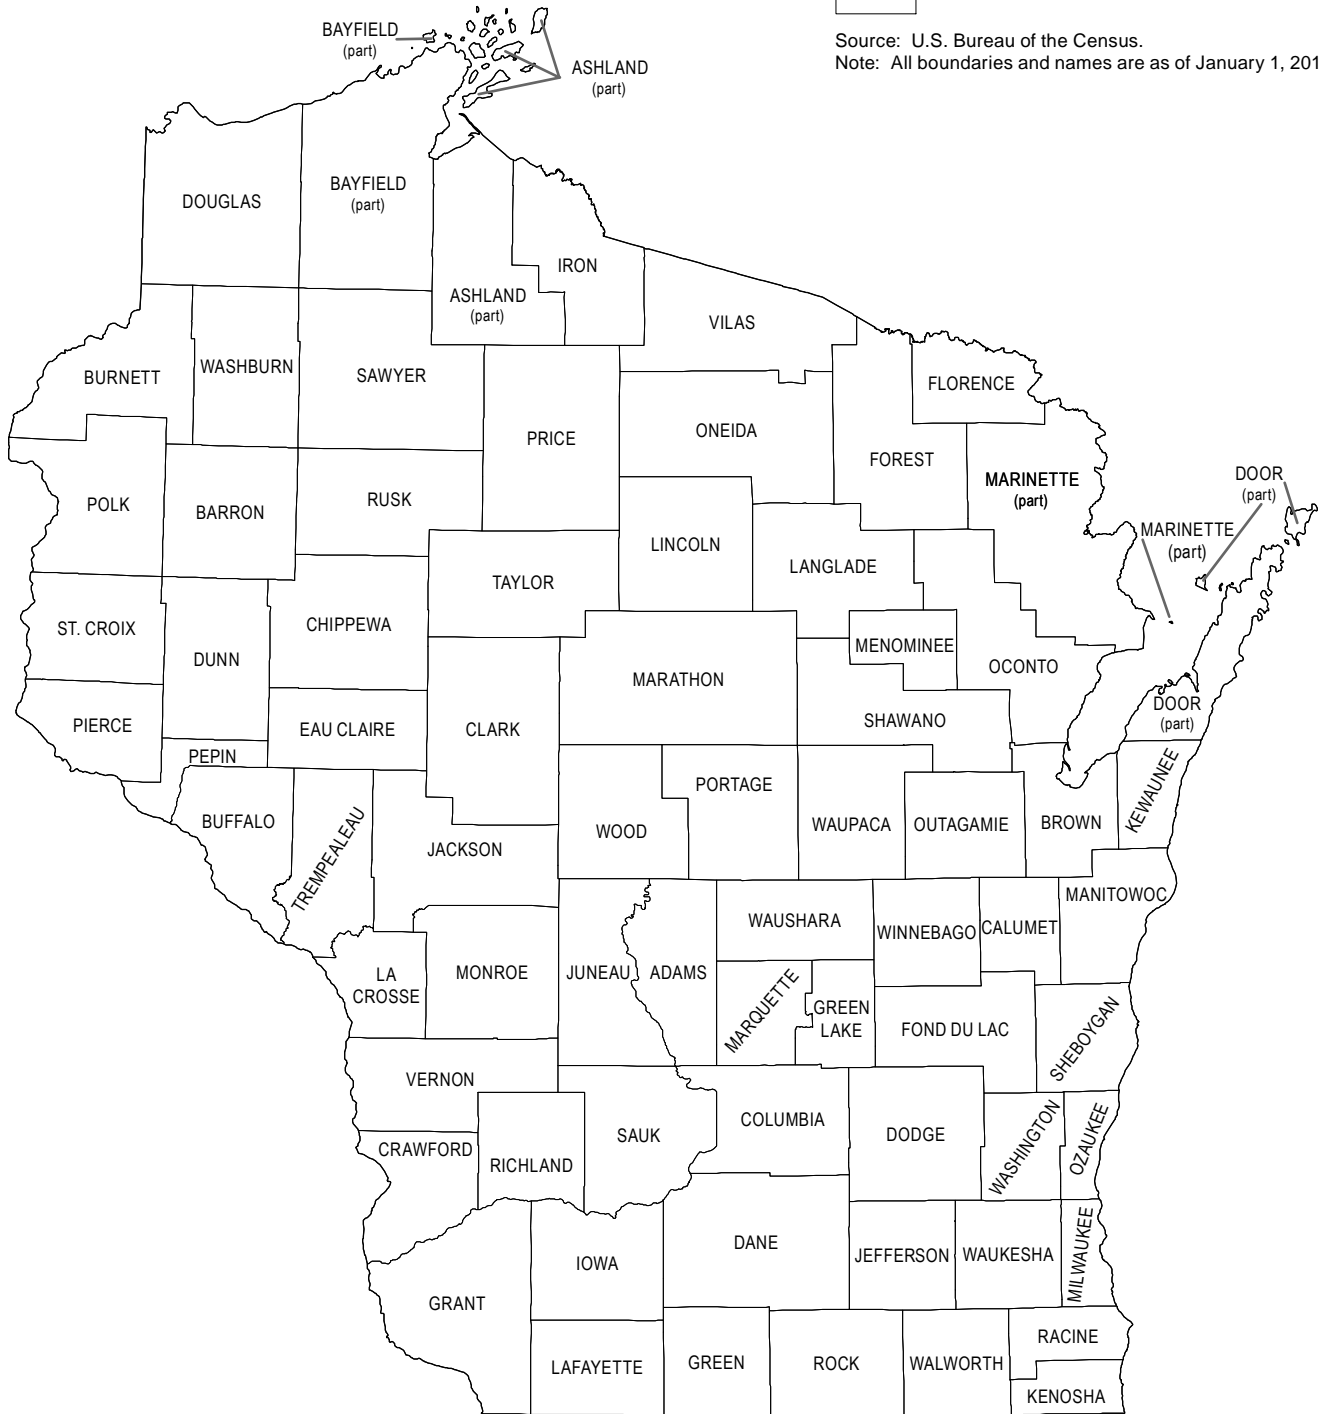 BAYFIELD
(part)
ASHLAND
(part)
Source: U.S. Bureau of the Census.
Note: All boundaries and names are as of January 1, 201
DOUGLAS
BAYFIELD
(part)
IRON
ASHLAND
(part)
VILAS
BURNETT
WASHBURN
SAWYER
FLORENCE
PRICE
ONEIDA
FOREST
MARINETTE
(part)
DOOR
(part)
POLK
BARRON
RUSK
LINCOLN
MARINETTE
(part)
LANGLADE
TAYLOR
ST. CROIX
CHIPPEWA
DUNN
MENOMINEE
OCONTO
MARATHON
PIERCE
EAU CLAIRE
CLARK
SHAWANO
DOOR
(part)
PEPIN
PORTAGE
KEWAUNEE
BUFFALO
TREMPEALEAU
JACKSON
WOOD
WAUPACA
OUTAGAMIE
BROWN
MANITOWOC
WAUSHARA
WINNEBAGO
CALUMET
LA
CROSSE
MONROE
JUNEAU
ADAMS
MARQUETTE
GREEN
LAKE
FOND DU LAC
SHEBOYGAN
VERNON
COLUMBIA
DODGE
WASHINGTON
OZAUKEE
CRAWFORD
RICHLAND
SAUK
IOWA
DANE
JEFFERSON
WAUKESHA
MILWAUKEE
GRANT
RACINE
LAFAYETTE
GREEN
ROCK
WALWORTH
KENOSHA